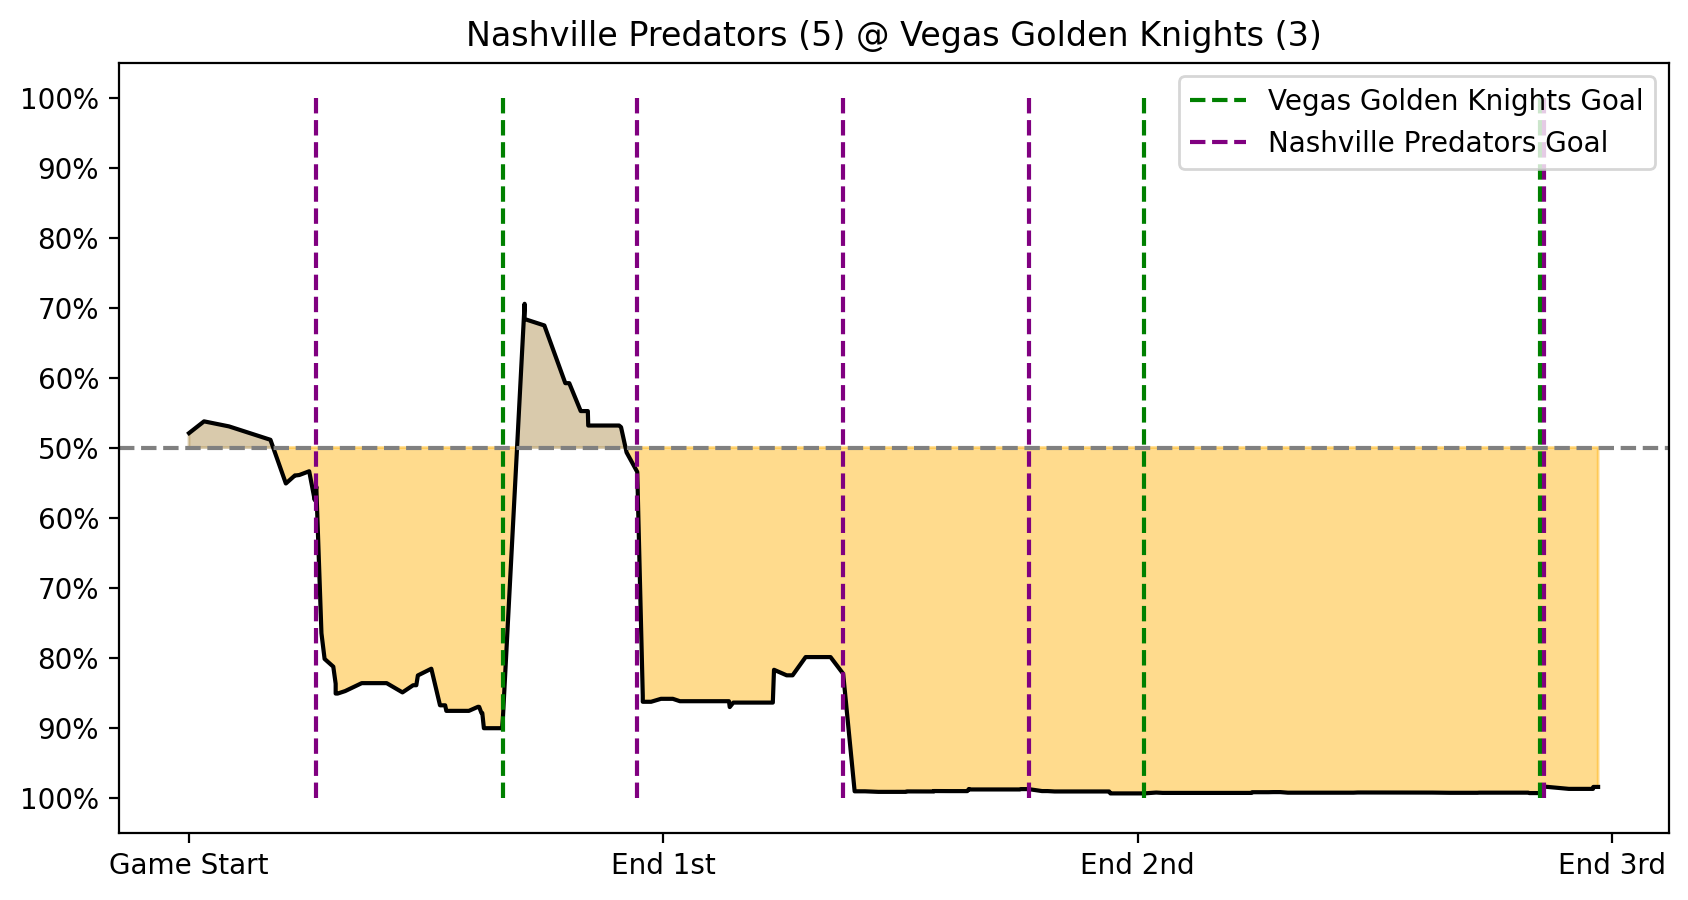 Nashville Predators (5) @ Vegas Golden Knights (3)
Vegas Golden Knights Goal
Nashville Predators Goal
100%
90%
80%
70%
60%
50%
60%
70%
80%
90%
100%
Game Start
End 1st
End 2nd
End 3rd